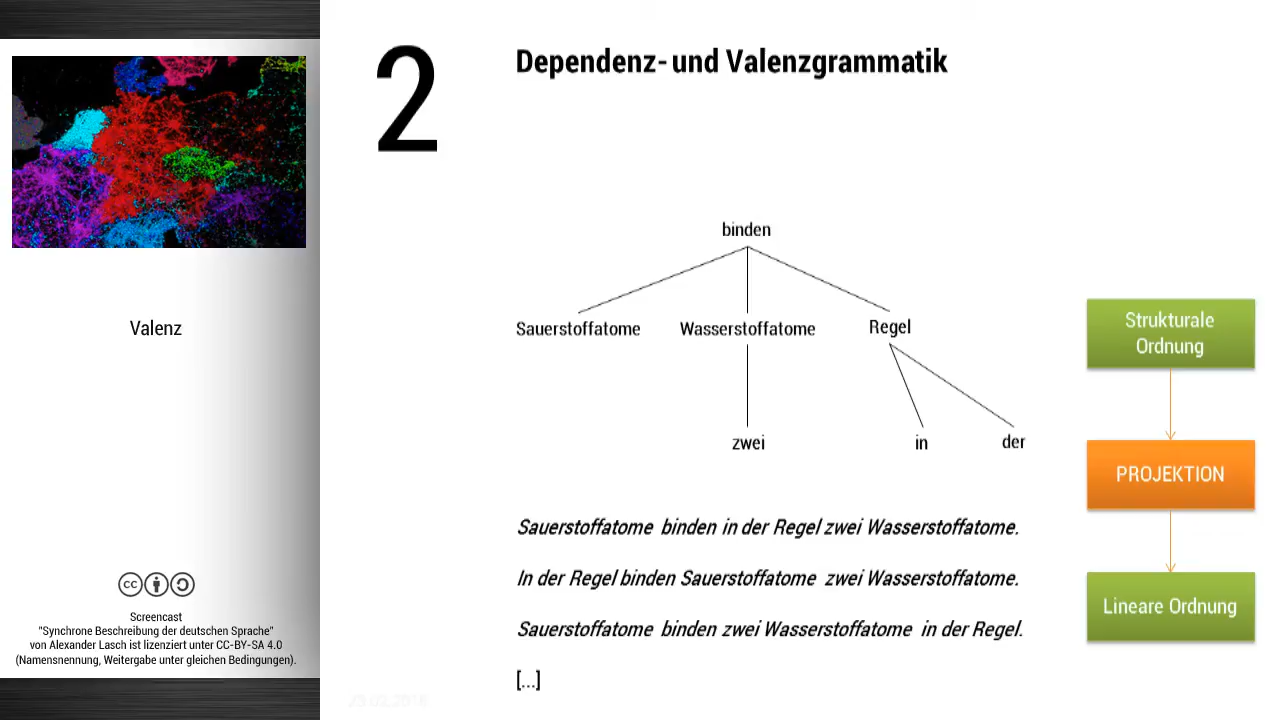 2
Dependenz- und Valenzgrammatik
binden
Sauerstoffatome Wasserstoffatome Regel
zwei in der
Sauerstoffatome binden in der Regel zwei Wasserstoffatome.
In der Regel binden Sauerstoffatome zwei Wasserstoffatome.
Sauerstoffatome binden zwei Wasserstoffatome in der Regel.
[...]
Strukturale
Ordnung
PROJEKTION
Lineare Ordnung
Valenz
cc
Screencast
"Synchrone Beschreibung der deutschen Sprache"
von Alexander Lasch ist lizenziert unter CC-BY-SA 4.0
(Namensnennung, Weitergabe unter gleichen Bedingungen).